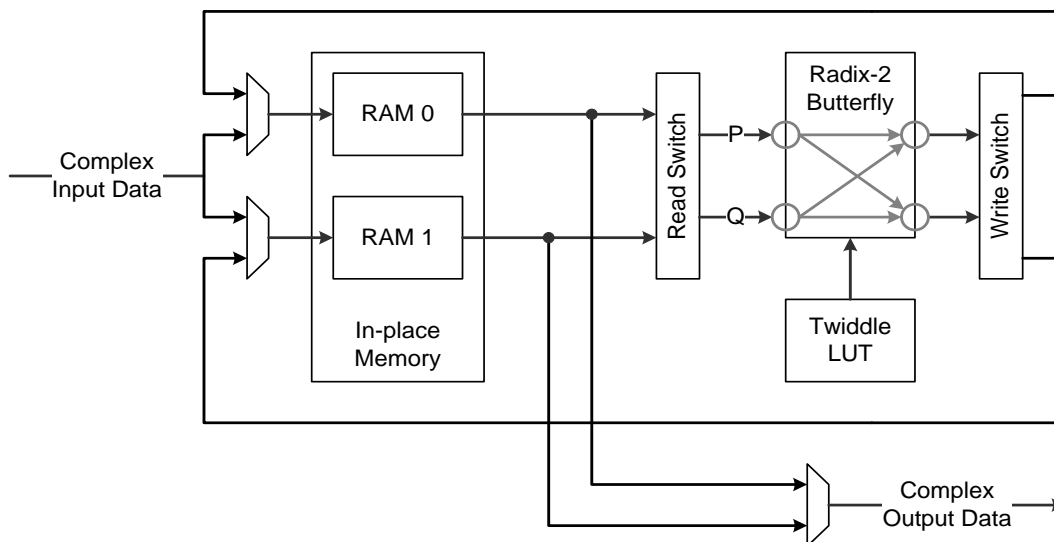 Complex
Input Data
RAM 0
RAM 1
In-place
Memory
Read Switch
P
Q
Radix-2
Butterfly
Twiddle
LUT
Write Switch
Complex
Output Data